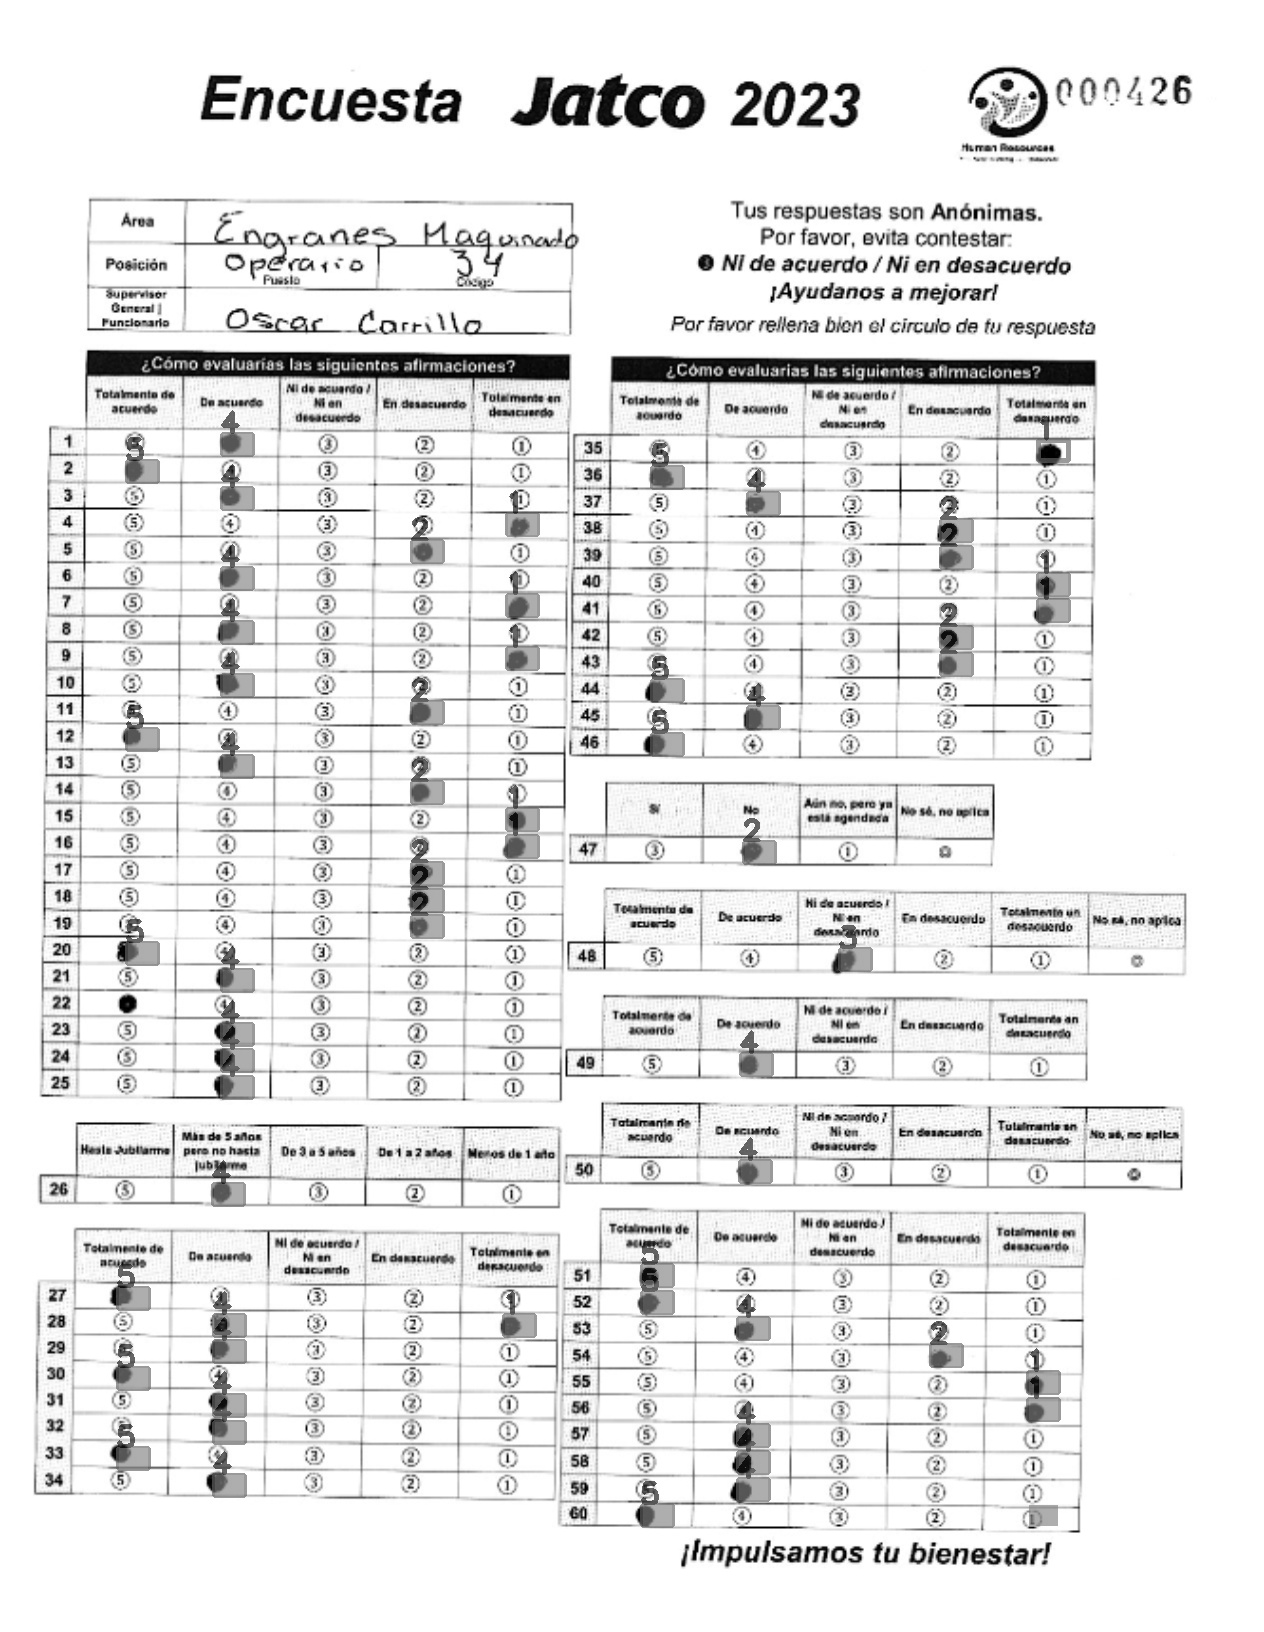 Encuesta Jatco 2023
Human Resources
000426
Área Engranes Maquinado
Posición Operario 34
Puesto Código
Supervisor General | Funcionario Oscar Carrillo
Tus respuestas son Anónimas.
Por favor, evita contestar:
❸ Ni de acuerdo / Ni en desacuerdo
¡Ayudanos a mejorar!
Por favor rellena bien el circulo de tu respuesta
¿Cómo evaluarías las siguientes afirmaciones?
Totalmente de acuerdo De acuerdo Ni de acuerdo / Ni en desacuerdo En desacuerdo Totalmente en desacuerdo
1 5 4 ③ ② ①
2 5 4 ③ ② ①
3 ⑤ 4 ③ ② 1
4 ⑤ ④ ③ 2 1
5 ⑤ 4 ③ 2 ①
6 ⑤ 4 ③ ② 1
7 ⑤ 4 ③ ② 1
8 ⑤ 4 ③ ② 1
9 ⑤ 4 ③ ② 1
10 ⑤ 4 ③ 2 ①
11 5 ④ ③ 2 ①
12 5 4 ③ ② ①
13 ⑤ 4 ③ 2 ①
14 ⑤ ④ ③ 2 1
15 ⑤ ④ ③ ② 1
16 ⑤ ④ ③ 2 1
17 ⑤ ④ ③ 2 ①
18 ⑤ ④ ③ 2 ①
19 5 ④ ③ 2 ①
20 5 4 ③ ② ①
21 ⑤ 4 ③ ② ①
22 ④ ③ ② ①
23 ⑤ 4 ③ ② ①
24 ⑤ 4 ③ ② ①
25 ⑤ 4 ③ ② ①
Hasta Jubilarme Más de 5 años pero no hasta jubilarme De 3 a 5 años De 1 a 2 años Menos de 1 año
26 ⑤ 4 ③ ② ①
Totalmente de acuerdo De acuerdo Ni de acuerdo / Ni en desacuerdo En desacuerdo Totalmente en desacuerdo
27 5 4 ③ ② 1
28 ⑤ 4 ③ ② 1
29 5 4 ③ ② ①
30 5 4 ③ ② ①
31 ⑤ 4 ③ ② ①
32 5 4 ③ ② ①
33 5 4 ③ ② ①
34 ⑤ 4 ③ ② ①
¿Cómo evaluarías las siguientes afirmaciones?
Totalmente de acuerdo De acuerdo Ni de acuerdo / Ni en desacuerdo En desacuerdo Totalmente en desacuerdo
35 5 ④ ③ ② 1
36 5 4 ③ ② ①
37 ⑤ 4 ③ 2 ①
38 ⑤ ④ ③ 2 ①
39 ⑤ ④ ③ 2 1
40 ⑤ ④ ③ ② 1
41 ⑤ ④ ③ 2 1
42 ⑤ ④ ③ 2 ①
43 5 ④ ③ 2 ①
44 5 4 ③ ② ①
45 5 4 ③ ② ①
46 5 ④ ③ ② ①
Sí No Aún no, pero ya está agendada No sé, no aplica
47 ③ 2 ①
Totalmente de acuerdo De acuerdo Ni de acuerdo / Ni en desacuerdo En desacuerdo Totalmente en desacuerdo No sé, no aplica
48 ⑤ ④ 3 ② ①
Totalmente de acuerdo De acuerdo Ni de acuerdo / Ni en desacuerdo En desacuerdo Totalmente en desacuerdo
49 ⑤ 4 ③ ② ①
Totalmente de acuerdo De acuerdo Ni de acuerdo / Ni en desacuerdo En desacuerdo Totalmente en desacuerdo No sé, no aplica
50 ⑤ 4 ③ ② ①
Totalmente de acuerdo De acuerdo Ni de acuerdo / Ni en desacuerdo En desacuerdo Totalmente en desacuerdo
51 5 ④ ③ ② ①
52 5 4 ③ ② ①
53 ⑤ 4 ③ 2 ①
54 ⑤ ④ ③ 2 1
55 ⑤ ④ ③ ② 1
56 ⑤ 4 ③ ② 1
57 ⑤ 4 ③ ② ①
58 ⑤ 4 ③ ② ①
59 5 4 ③ ② ①
60 5 ④ ③ ② ①
¡Impulsamos tu bienestar!